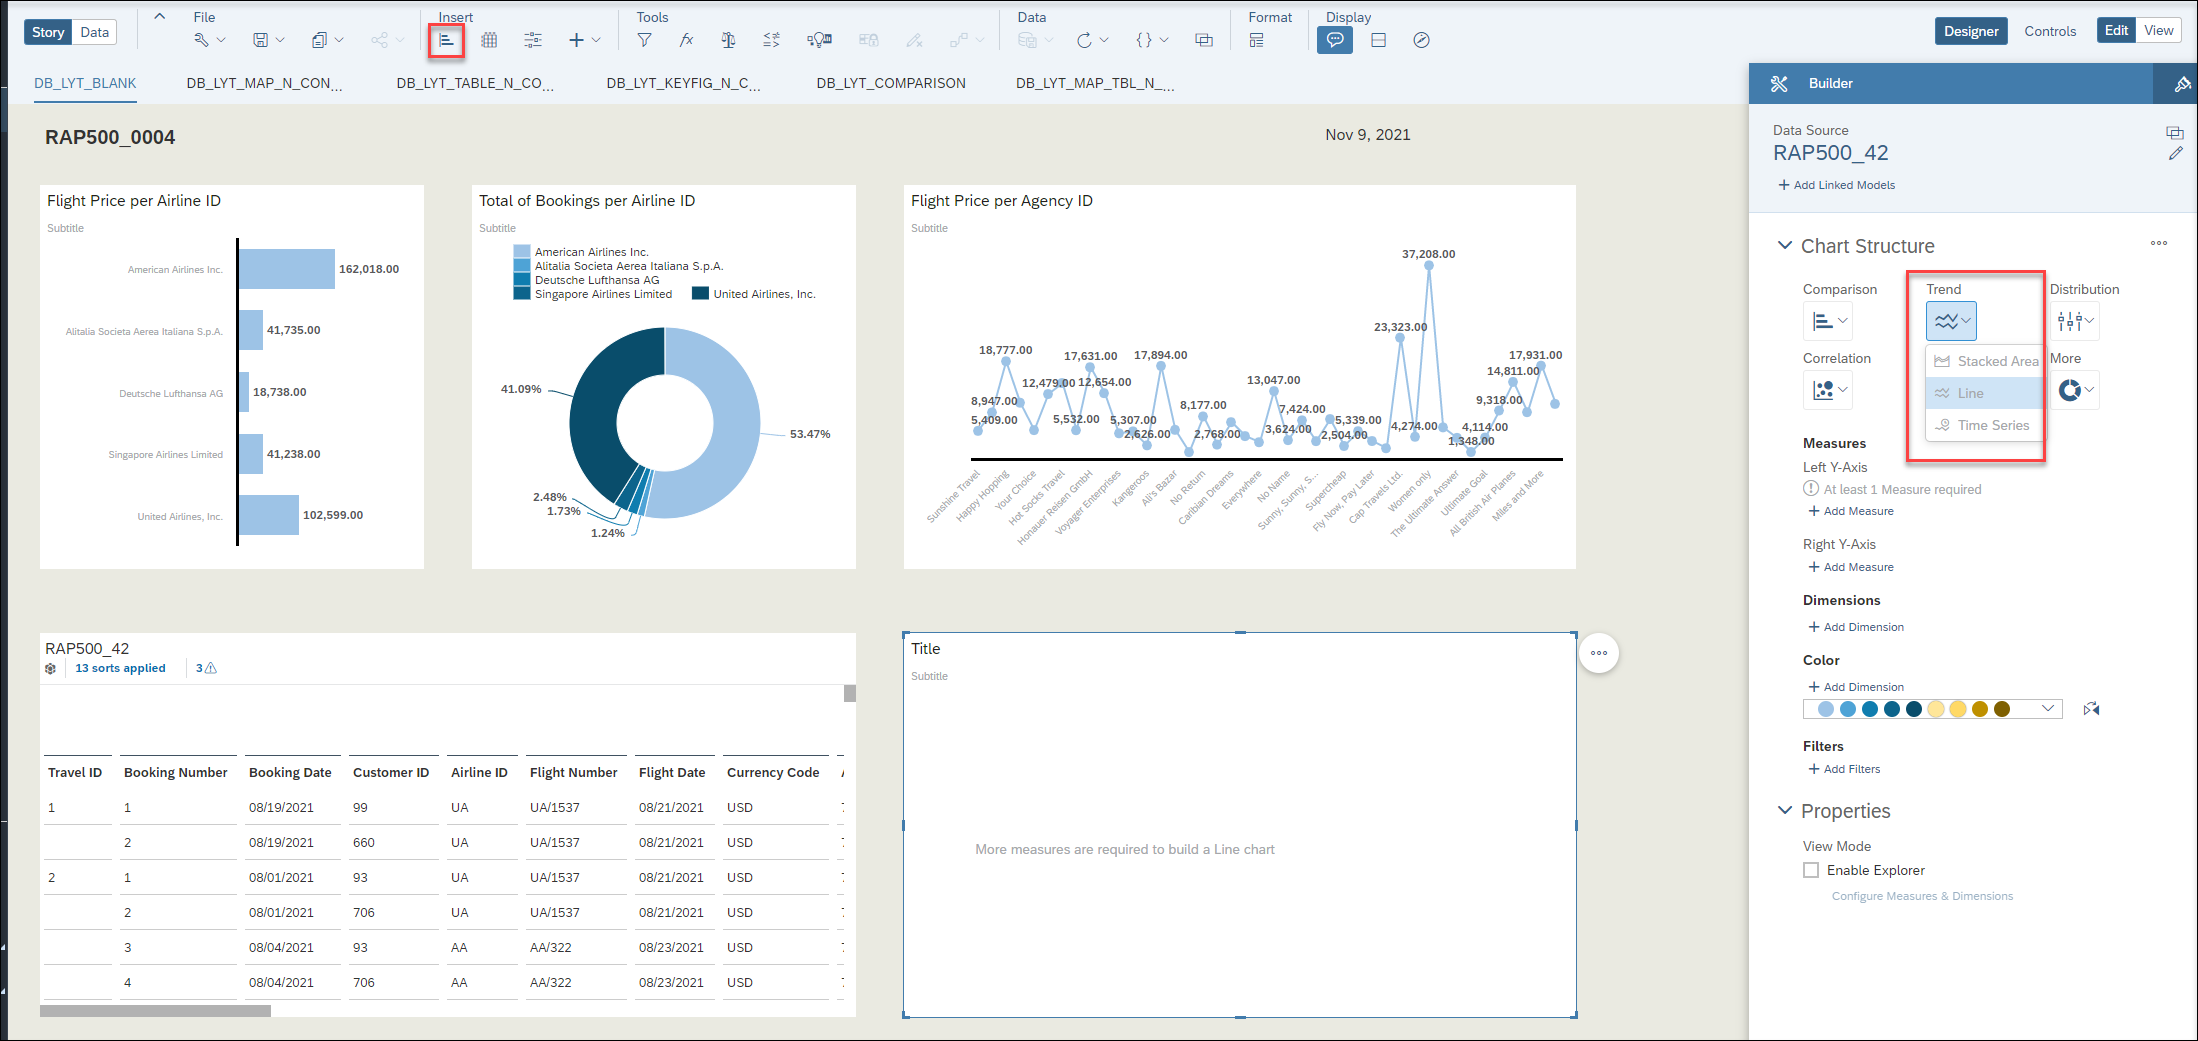 Story Data
File
Insert
Tools
Data
Format
Display
Designer
Controls
Edit View
DB_LYT_BLANK
DB_LYT_MAP_N_CON...
DB_LYT_TABLE_N_CO...
DB_LYT_KEYFIG_N_C...
DB_LYT_COMPARISON
DB_LYT_MAP_TBL_N_...
RAP500_0004
Nov 9, 2021
Flight Price per Airline ID
Subtitle
American Airlines Inc. 162,018.00
Alitalia Societa Aerea Italiana S.p.A. 41,735.00
Deutsche Lufthansa AG 18,738.00
Singapore Airlines Limited 41,238.00
United Airlines, Inc. 102,599.00
Total of Bookings per Airline ID
Subtitle
American Airlines Inc.
Alitalia Societa Aerea Italiana S.p.A.
Deutsche Lufthansa AG
Singapore Airlines Limited United Airlines, Inc.
41.09%
53.47%
2.48%
1.73%
1.24%
Flight Price per Agency ID
Subtitle
37,208.00
23,323.00
18,777.00 17,631.00 17,894.00 17,931.00
14,811.00
12,479.00 12,654.00 13,047.00
8,947.00 8,177.00 7,424.00 9,318.00
5,409.00 5,532.00 5,307.00 5,339.00 4,274.00 4,114.00
2,626.00 2,768.00 3,624.00 2,504.00 1,348.00
Sunshine Travel
Happy Hopping
Your Choice
Hot Socks Travel
Honauer Reisen GmbH
Voyager Enterprises
Kangeroos
Ali's Bazar
No Return
Caribian Dreams
Everywhere
No Name
Sunny, Sunny, S...
Supercheap
Fly Now, Pay Later
Cap Travels Ltd.
Women only
The Ultimate Answer
Ultimate Goal
All British Air Planes
Miles and More
RAP500_42
13 sorts applied 3
Travel ID Booking Number Booking Date Customer ID Airline ID Flight Number Flight Date Currency Code
1 1 08/19/2021 99 UA UA/1537 08/21/2021 USD
2 08/19/2021 660 UA UA/1537 08/21/2021 USD
2 1 08/01/2021 93 UA UA/1537 08/21/2021 USD
2 08/01/2021 706 UA UA/1537 08/21/2021 USD
3 08/04/2021 93 AA AA/322 08/23/2021 USD
4 08/04/2021 706 AA AA/322 08/23/2021 USD
Title
Subtitle
More measures are required to build a Line chart
Builder
Data Source
RAP500_42
+ Add Linked Models
Chart Structure
Comparison Trend Distribution
Stacked Area
Line
Time Series
Correlation More
Measures
Left Y-Axis
At least 1 Measure required
+ Add Measure
Right Y-Axis
+ Add Measure
Dimensions
+ Add Dimension
Color
+ Add Dimension
Filters
+ Add Filters
Properties
View Mode
Enable Explorer
Configure Measures & Dimensions